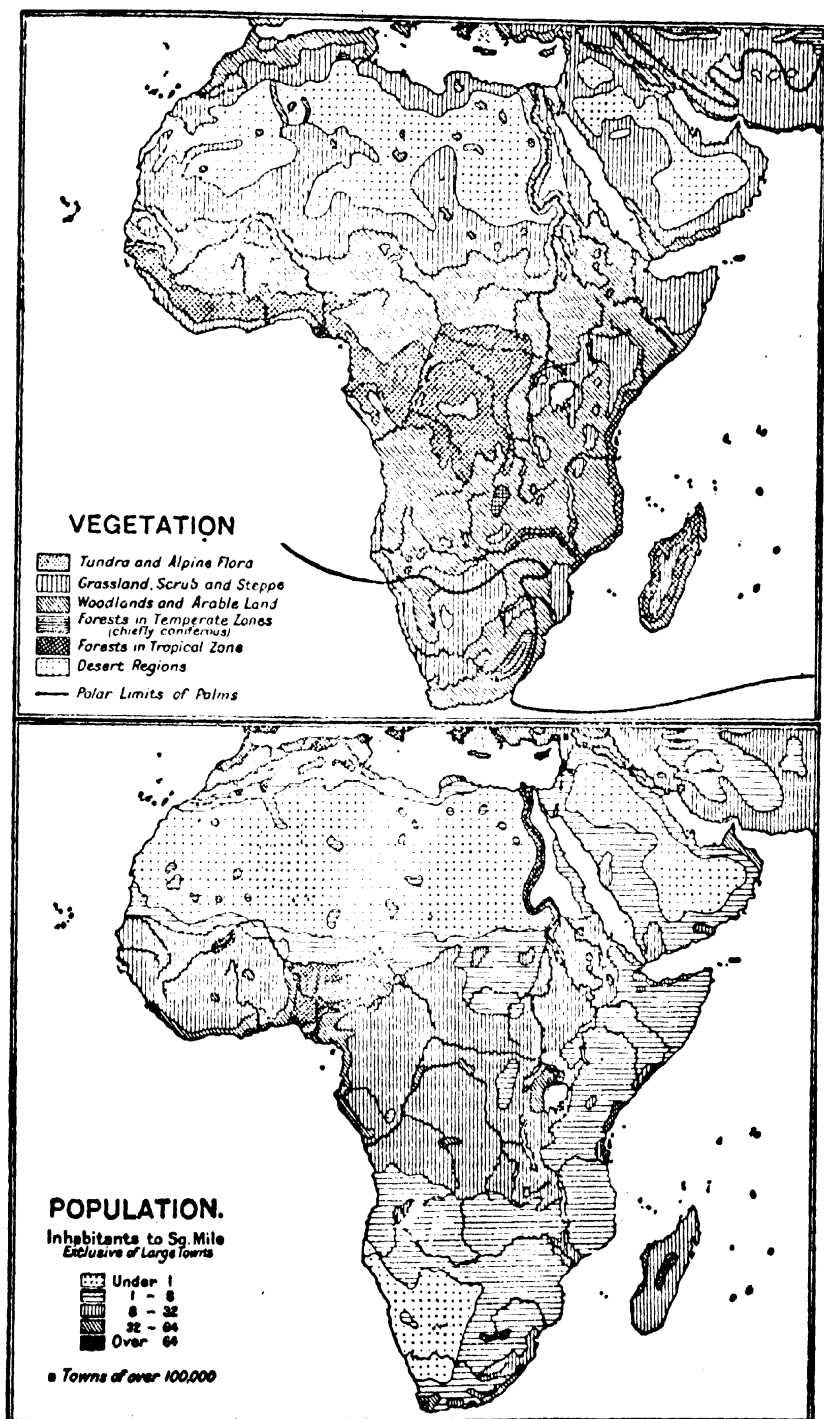 VEGETATION
Tundra and Alpine Flora
Grassland, Scrub and Steppe
Woodlands and Arable Land
Forests in Temperate Zones
(chiefly coniferous)
Forests in Tropical Zone
Desert Regions
Polar Limits of Palms
POPULATION.
Inhabitants to Sq. Mile
Exclusive of Large Towns
Under 1
1 - 8
8 - 32
32 - 64
Over 64
Towns of over 100,000